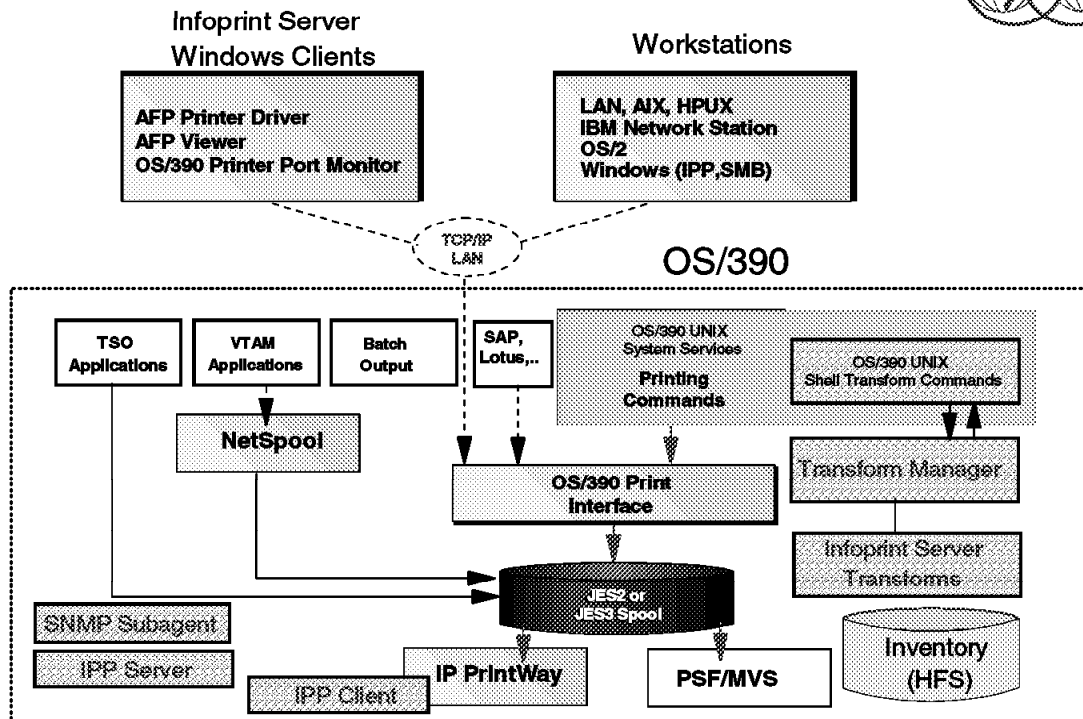 Infoprint Server
Windows Clients
Workstations
AFP Printer Driver
AFP Viewer
OS/390 Printer Port Monitor
LAN, AIX, HPUX
IBM Network Station
OS/2
Windows (IPP,SMB)
TCP/IP
LAN
OS/390
TSO
Applications
VTAM
Applications
Batch
Output
SAP,
Lotus,..
OS/390 UNIX
System Services
Printing
Commands
OS/390 UNIX
Shell Transform Commands
NetSpool
OS/390 Print
Interface
Transform Manager
Infoprint Server
Transforms
JES2 or
JES3 Spool
SNMP Subagent
IPP Server
IP PrintWay
IPP Client
PSF/MVS
Inventory
(HFS)